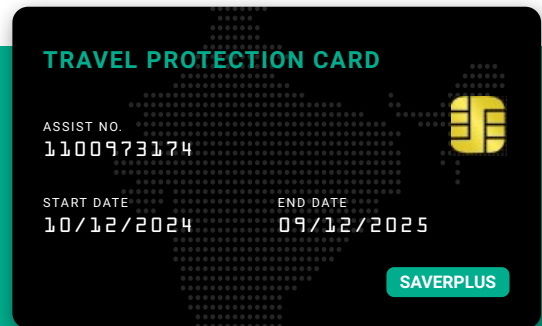 TRAVEL PROTECTION CARD
ASSIST NO.
1100973174
START DATE END DATE
10/12/2024 09/12/2025
SAVERPLUS